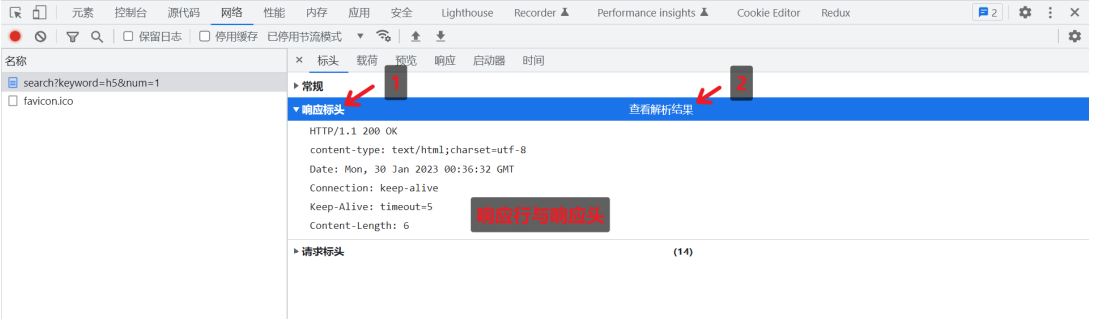 元素 控制台 源代码 网络 性能 内存 应用 安全 Lighthouse Recorder Performance insights Cookie Editor Redux 2
保留日志 停用缓存 已停用节流模式
名称
search?keyword=h5&num=1
favicon.ico
标头 载荷 预览 响应 启动器 时间
1
常规
2
响应标头 查看解析结果
HTTP/1.1 200 OK
content-type: text/html;charset=utf-8
Date: Mon, 30 Jan 2023 00:36:32 GMT
Connection: keep-alive
Keep-Alive: timeout=5
响应行与响应头
Content-Length: 6
请求标头 (14)